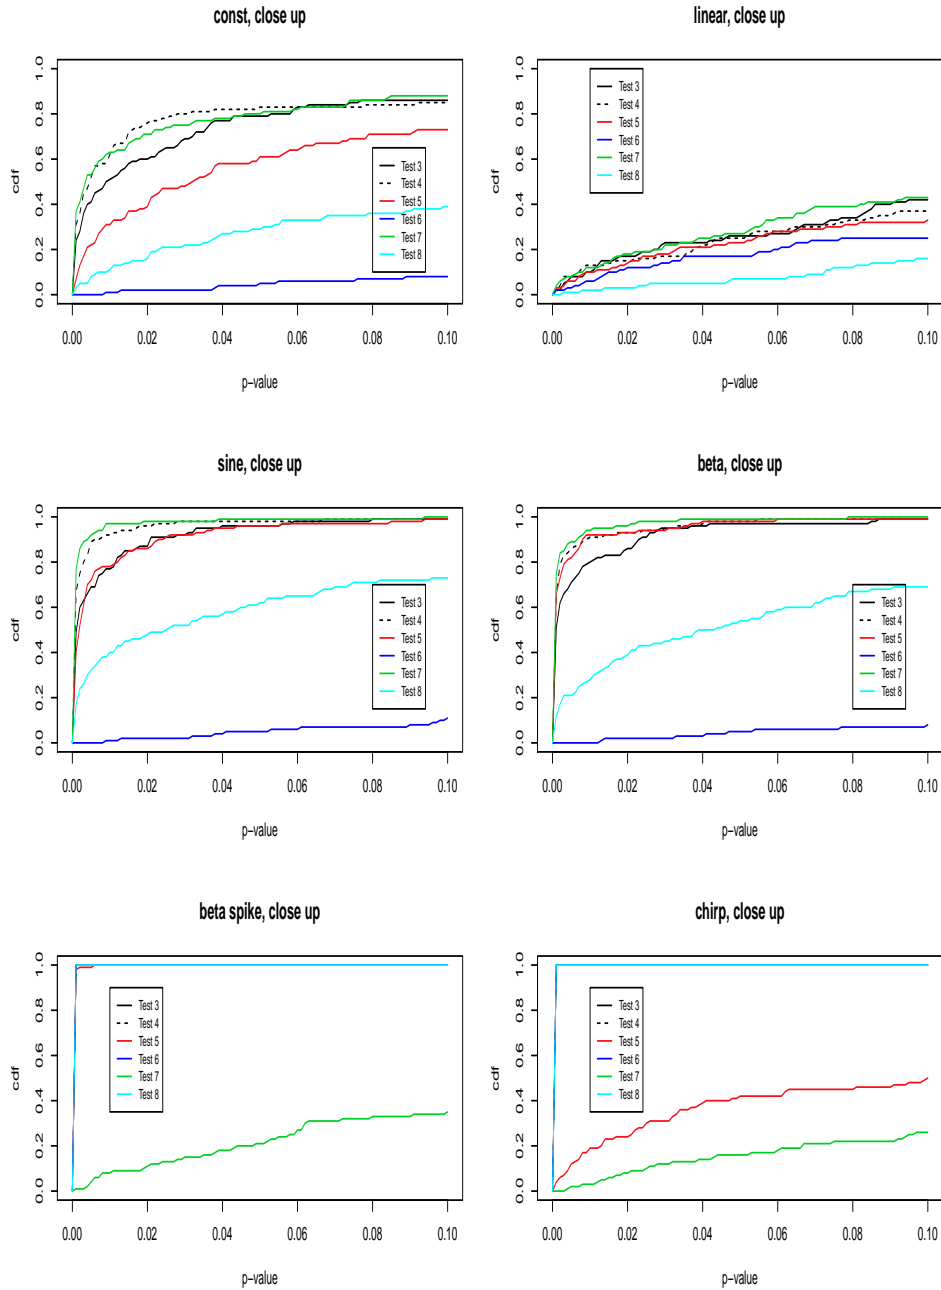 const, close up
1.0
0.8
0.6
0.4
0.2
0.0
cdf
Test 3
Test 4
Test 5
Test 6
Test 7
Test 8
0.00 0.02 0.04 0.06 0.08 0.10
p−value
linear, close up
1.0
0.8
0.6
0.4
0.2
0.0
cdf
Test 3
Test 4
Test 5
Test 6
Test 7
Test 8
0.00 0.02 0.04 0.06 0.08 0.10
p−value
sine, close up
1.0
0.8
0.6
0.4
0.2
0.0
cdf
Test 3
Test 4
Test 5
Test 6
Test 7
Test 8
0.00 0.02 0.04 0.06 0.08 0.10
p−value
beta, close up
1.0
0.8
0.6
0.4
0.2
0.0
cdf
Test 3
Test 4
Test 5
Test 6
Test 7
Test 8
0.00 0.02 0.04 0.06 0.08 0.10
p−value
beta spike, close up
1.0
0.8
0.6
0.4
0.2
0.0
cdf
Test 3
Test 4
Test 5
Test 6
Test 7
Test 8
0.00 0.02 0.04 0.06 0.08 0.10
p−value
chirp, close up
1.0
0.8
0.6
0.4
0.2
0.0
cdf
Test 3
Test 4
Test 5
Test 6
Test 7
Test 8
0.00 0.02 0.04 0.06 0.08 0.10
p−value